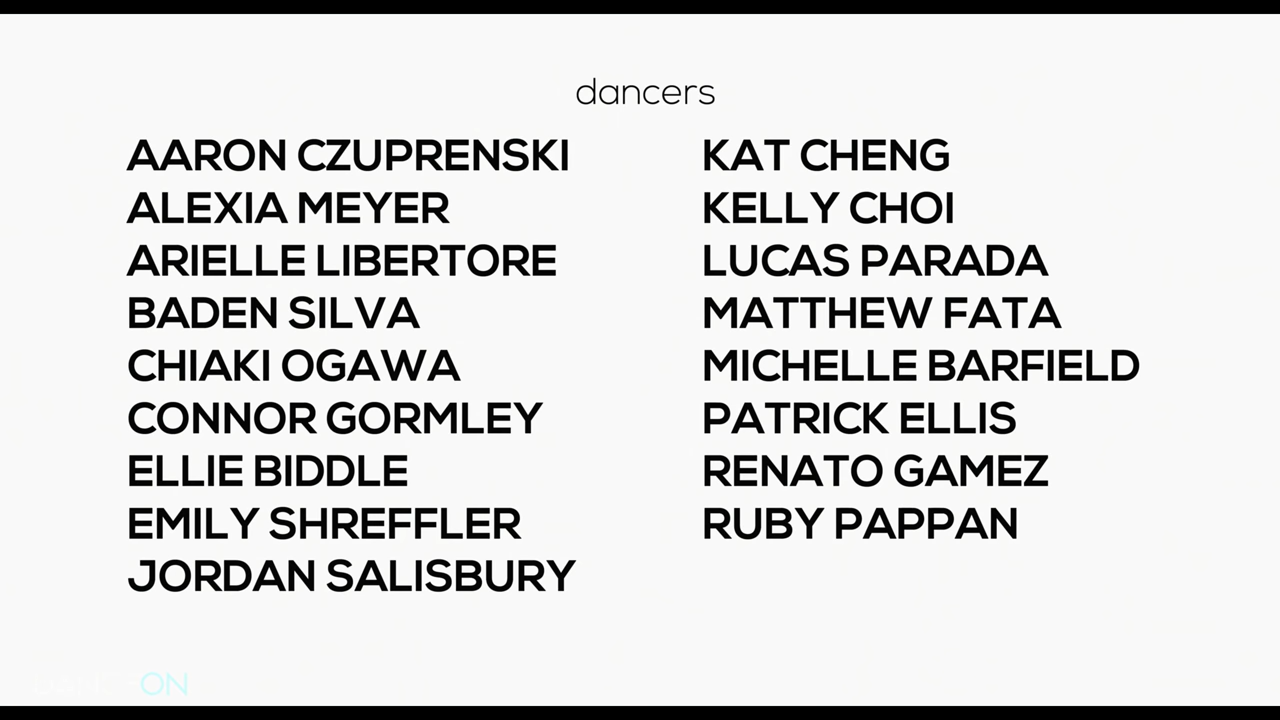 dancers
AARON CZUPRENSKI
ALEXIA MEYER
ARIELLE LIBERTORE
BADEN SILVA
CHIAKI OGAWA
CONNOR GORMLEY
ELLIE BIDDLE
EMILY SHREFFLER
JORDAN SALISBURY
KAT CHENG
KELLY CHOI
LUCAS PARADA
MATTHEW FATA
MICHELLE BARFIELD
PATRICK ELLIS
RENATO GAMEZ
RUBY PAPPAN
ON